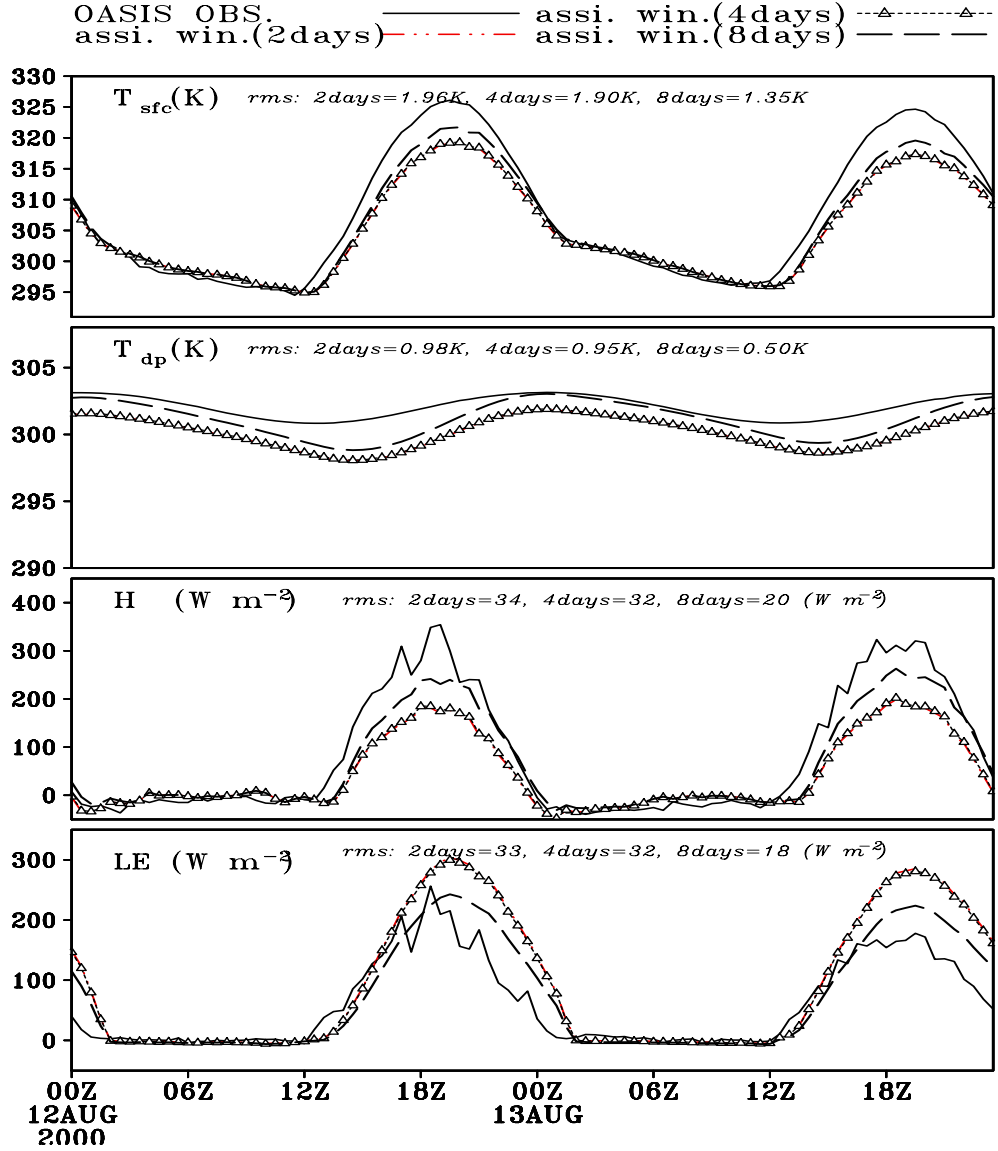 OASIS OBS. assi. win.(4days)
assi. win.(2days) assi. win.(8days)
330
T sfc(K) rms: 2days=1.96K, 4days=1.90K, 8days=1.35K
325
320
315
310
305
300
295
T dp(K) rms: 2days=0.98K, 4days=0.95K, 8days=0.50K
305
300
295
290
H (W m⁻²) rms: 2days=34, 4days=32, 8days=20 (W m⁻²)
400
300
200
100
0
LE (W m⁻²) rms: 2days=33, 4days=32, 8days=18 (W m⁻²)
300
200
100
0
00Z 06Z 12Z 18Z 00Z 06Z 12Z 18Z
12AUG 13AUG
2000